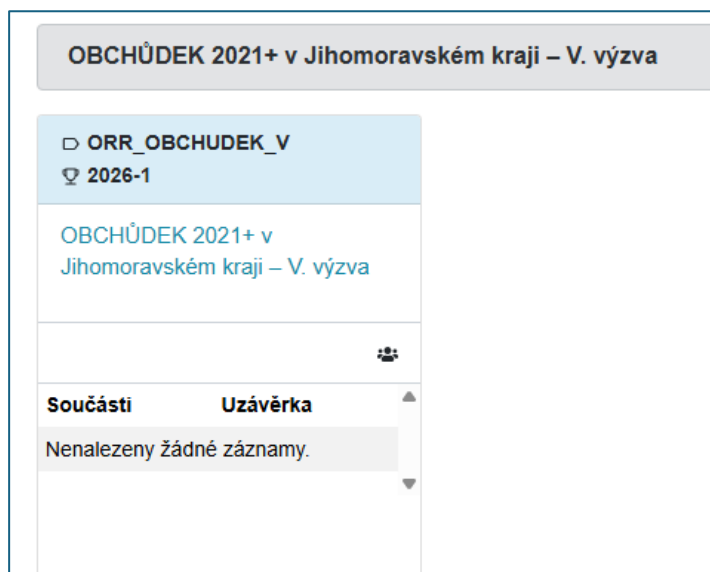 OBCHŮDEK 2021+ v Jihomoravském kraji – V. výzva
ORR_OBCHUDEK_V
2026-1
OBCHŮDEK 2021+ v
Jihomoravském kraji – V. výzva
Součásti Uzávěrka
Nenalezeny žádné záznamy.